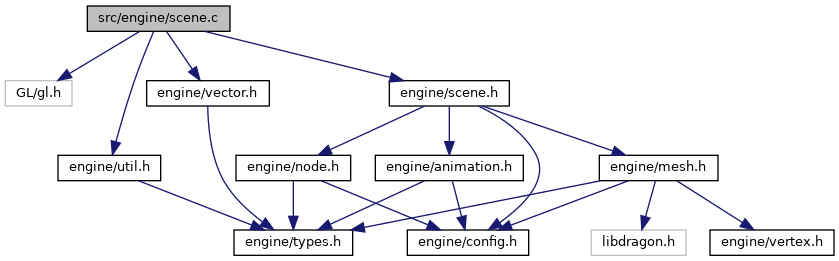 src/engine/scene.c
GL/gl.h
engine/vector.h
engine/scene.h
engine/util.h
engine/node.h
engine/animation.h
engine/mesh.h
engine/types.h
engine/config.h
libdragon.h
engine/vertex.h